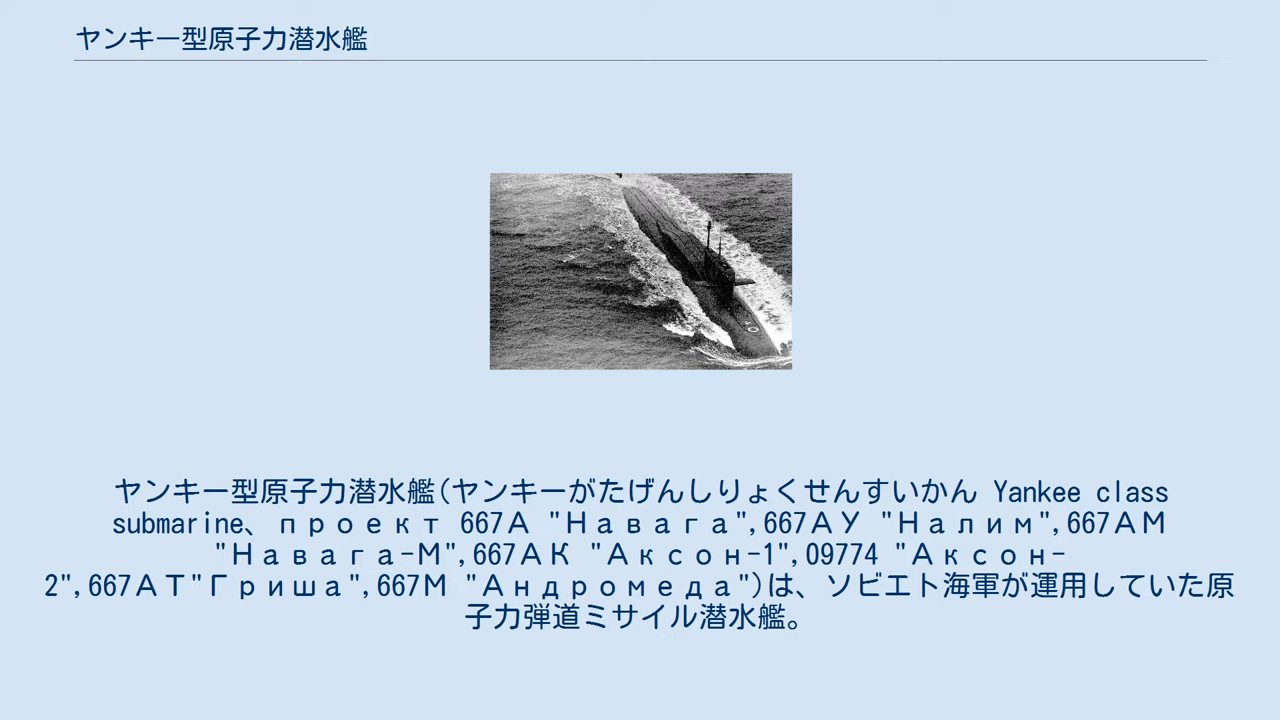 ヤンキー型原子力潜水艦
ヤンキー型原子力潜水艦(ヤンキーがたげんしりょくせんすいかん Yankee class
submarine、проект 667А "Навага",667АУ "Налим",667АМ
"Навага-М",667АК "Аксон-1",09774 "Аксон-
2",667АТ"Гриша",667М "Андромеда")は、ソビエト海軍が運用していた原
子力弾道ミサイル潜水艦。